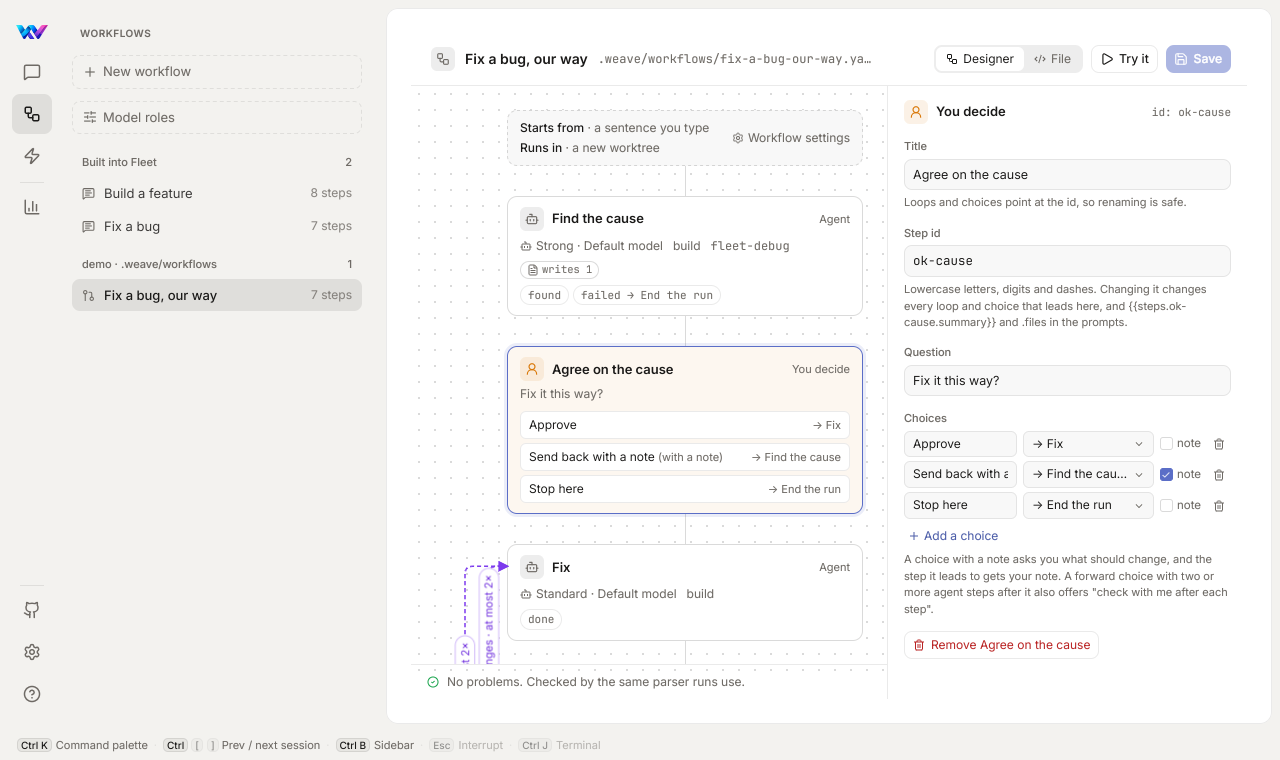 WORKFLOWS
New workflow
Model roles
Built into Fleet 2
Build a feature 8 steps
Fix a bug 7 steps
demo · .weave/workflows 1
Fix a bug, our way 7 steps
Fix a bug, our way .weave/workflows/fix-a-bug-our-way.ya…
Designer File Try it Save
Starts from · a sentence you type
Runs in · a new worktree
Workflow settings
Find the cause Agent
Strong · Default model build fleet-debug
writes 1
found failed → End the run
Agree on the cause You decide
Fix it this way?
Approve → Fix
Send back with a note (with a note) → Find the cause
Stop here → End the run
Fix Agent
Standard · Default model build
done
nges · at most 2×
t 2×
No problems. Checked by the same parser runs use.
You decide id: ok-cause
Title
Agree on the cause
Loops and choices point at the id, so renaming is safe.
Step id
ok-cause
Lowercase letters, digits and dashes. Changing it changes
every loop and choice that leads here, and {{steps.ok-
cause.summary}} and .files in the prompts.
Question
Fix it this way?
Choices
Approve → Fix note
Send back with a → Find the cau… note
Stop here → End the run note
Add a choice
A choice with a note asks you what should change, and the
step it leads to gets your note. A forward choice with two or
more agent steps after it also offers "check with me after each
step".
Remove Agree on the cause
Ctrl K Command palette · Ctrl [ ] Prev / next session · Ctrl B Sidebar · Esc Interrupt · Ctrl J Terminal